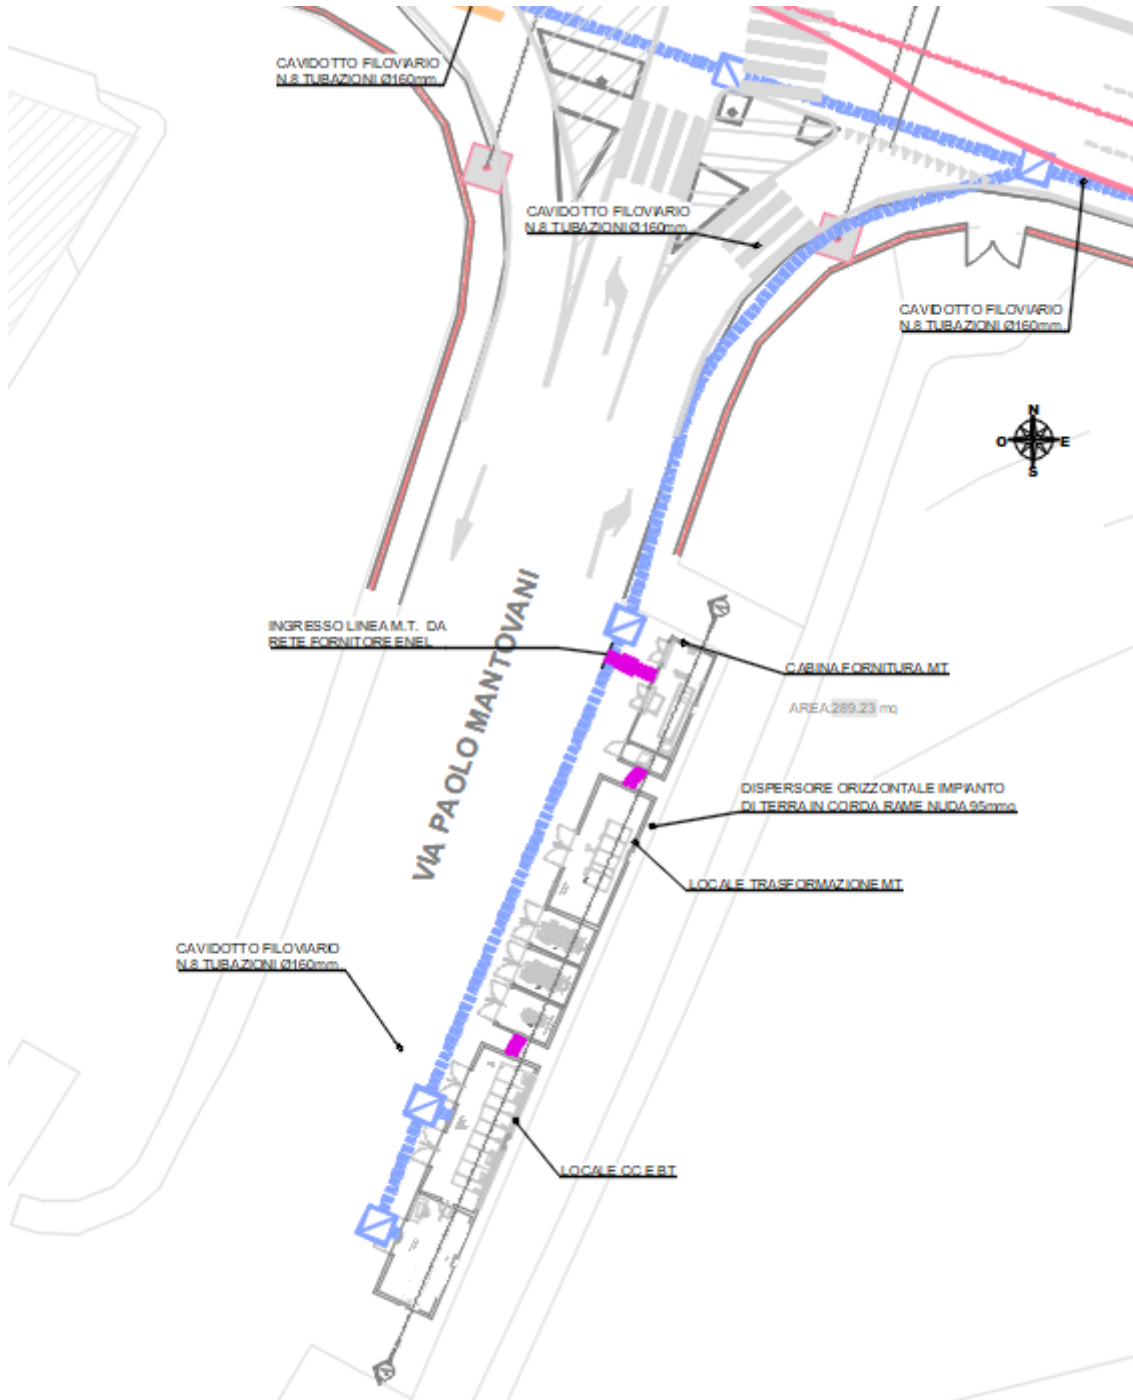 CAVIDOTTO FILOVIARIO
N.8 TUBAZIONI Ø160mm
CAVIDOTTO FILOVIARIO
N.8 TUBAZIONI Ø160mm
CAVIDOTTO FILOVIARIO
N.8 TUBAZIONI Ø160mm
N
O
E
S
INGRESSO LINEA M.T. DA
RETE FORNITORE ENEL
VIA PAOLO MANTOVANI
CABINA FORNITURA MT
AREA:289.23 mq
DISPERSORE ORIZZONTALE IMPIANTO
DI TERRA IN CORDA RAME NUDA 95mmq
LOCALE TRASFORMAZIONE MT
CAVIDOTTO FILOVIARIO
N.8 TUBAZIONI Ø160mm
LOCALE CC E BT